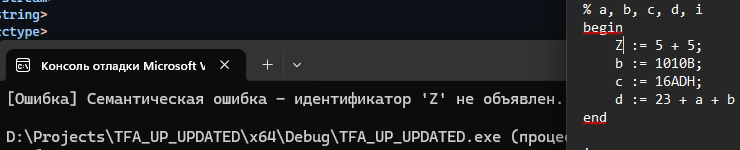 string>
ctype>
Консоль отладки Microsoft V
[Ошибка] Семантическая ошибка – идентификатор 'Z' не объявлен.
D:\Projects\TFA_UP_UPDATED\x64\Debug\TFA_UP_UPDATED.exe
% a, b, c, d, i
begin
Z := 5 + 5;
b := 1010B;
c := 16ADH;
d := 23 + a + b
end